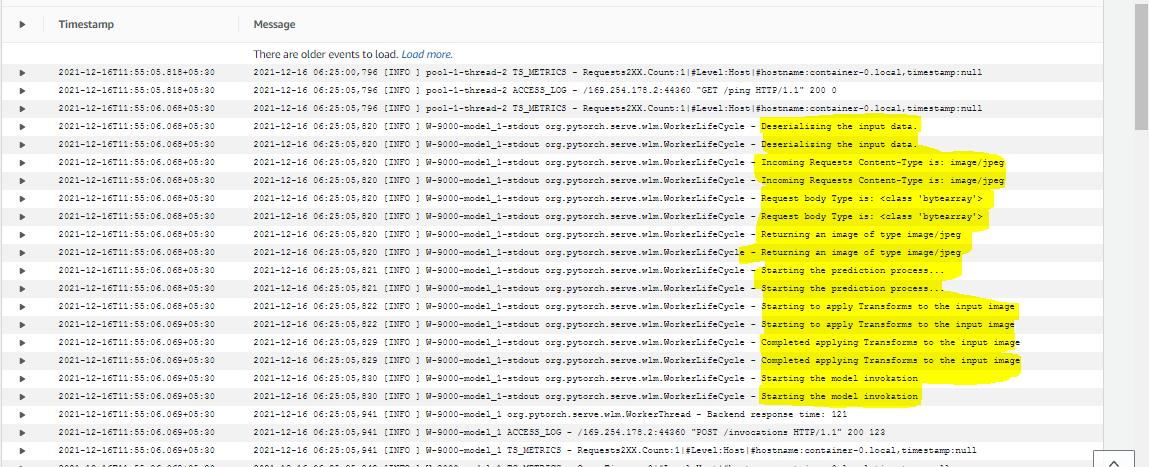 Timestamp Message
There are older events to load. Load more.
2021-12-16T11:55:05.818+05:30 2021-12-16 06:25:00,796 [INFO ] pool-1-thread-2 TS_METRICS - Requests2XX.Count:1|#Level:Host|#hostname:container-0.local,timestamp:null
2021-12-16T11:55:05.818+05:30 2021-12-16 06:25:05,796 [INFO ] pool-1-thread-2 ACCESS_LOG - /169.254.178.2:44360 "GET /ping HTTP/1.1" 200 0
2021-12-16T11:55:06.068+05:30 2021-12-16 06:25:05,796 [INFO ] pool-1-thread-2 TS_METRICS - Requests2XX.Count:1|#Level:Host|#hostname:container-0.local,timestamp:null
2021-12-16T11:55:06.068+05:30 2021-12-16 06:25:05,820 [INFO ] W-9000-model_1-stdout org.pytorch.serve.wlm.WorkerLifeCycle - Deserializing the input data.
2021-12-16T11:55:06.068+05:30 2021-12-16 06:25:05,820 [INFO ] W-9000-model_1-stdout org.pytorch.serve.wlm.WorkerLifeCycle - Deserializing the input data.
2021-12-16T11:55:06.068+05:30 2021-12-16 06:25:05,820 [INFO ] W-9000-model_1-stdout org.pytorch.serve.wlm.WorkerLifeCycle - Incoming Requests Content-Type is: image/jpeg
2021-12-16T11:55:06.068+05:30 2021-12-16 06:25:05,820 [INFO ] W-9000-model_1-stdout org.pytorch.serve.wlm.WorkerLifeCycle - Incoming Requests Content-Type is: image/jpeg
2021-12-16T11:55:06.068+05:30 2021-12-16 06:25:05,820 [INFO ] W-9000-model_1-stdout org.pytorch.serve.wlm.WorkerLifeCycle - Request body Type is: <class 'bytearray'>
2021-12-16T11:55:06.068+05:30 2021-12-16 06:25:05,820 [INFO ] W-9000-model_1-stdout org.pytorch.serve.wlm.WorkerLifeCycle - Request body Type is: <class 'bytearray'>
2021-12-16T11:55:06.068+05:30 2021-12-16 06:25:05,820 [INFO ] W-9000-model_1-stdout org.pytorch.serve.wlm.WorkerLifeCycle - Returning an image of type image/jpeg
2021-12-16T11:55:06.068+05:30 2021-12-16 06:25:05,820 [INFO ] W-9000-model_1-stdout org.pytorch.serve.wlm.WorkerLifeCycle - Returning an image of type image/jpeg
2021-12-16T11:55:06.068+05:30 2021-12-16 06:25:05,821 [INFO ] W-9000-model_1-stdout org.pytorch.serve.wlm.WorkerLifeCycle - Starting the prediction process...
2021-12-16T11:55:06.068+05:30 2021-12-16 06:25:05,821 [INFO ] W-9000-model_1-stdout org.pytorch.serve.wlm.WorkerLifeCycle - Starting the prediction process...
2021-12-16T11:55:06.068+05:30 2021-12-16 06:25:05,822 [INFO ] W-9000-model_1-stdout org.pytorch.serve.wlm.WorkerLifeCycle - Starting to apply Transforms to the input image
2021-12-16T11:55:06.069+05:30 2021-12-16 06:25:05,822 [INFO ] W-9000-model_1-stdout org.pytorch.serve.wlm.WorkerLifeCycle - Starting to apply Transforms to the input image
2021-12-16T11:55:06.069+05:30 2021-12-16 06:25:05,829 [INFO ] W-9000-model_1-stdout org.pytorch.serve.wlm.WorkerLifeCycle - Completed applying Transforms to the input image
2021-12-16T11:55:06.069+05:30 2021-12-16 06:25:05,829 [INFO ] W-9000-model_1-stdout org.pytorch.serve.wlm.WorkerLifeCycle - Completed applying Transforms to the input image
2021-12-16T11:55:06.069+05:30 2021-12-16 06:25:05,830 [INFO ] W-9000-model_1-stdout org.pytorch.serve.wlm.WorkerLifeCycle - Starting the model invokation
2021-12-16T11:55:06.069+05:30 2021-12-16 06:25:05,830 [INFO ] W-9000-model_1-stdout org.pytorch.serve.wlm.WorkerLifeCycle - Starting the model invokation
2021-12-16T11:55:06.069+05:30 2021-12-16 06:25:05,941 [INFO ] W-9000-model_1 org.pytorch.serve.wlm.WorkerThread - Backend response time: 121
2021-12-16T11:55:06.069+05:30 2021-12-16 06:25:05,941 [INFO ] W-9000-model_1 ACCESS_LOG - /169.254.178.2:44360 "POST /invocations HTTP/1.1" 200 123
2021-12-16T11:55:06.069+05:30 2021-12-16 06:25:05,941 [INFO ] W-9000-model_1 TS_METRICS - Requests2XX.Count:1|#Level:Host|#hostname:container-0.local,timestamp:null